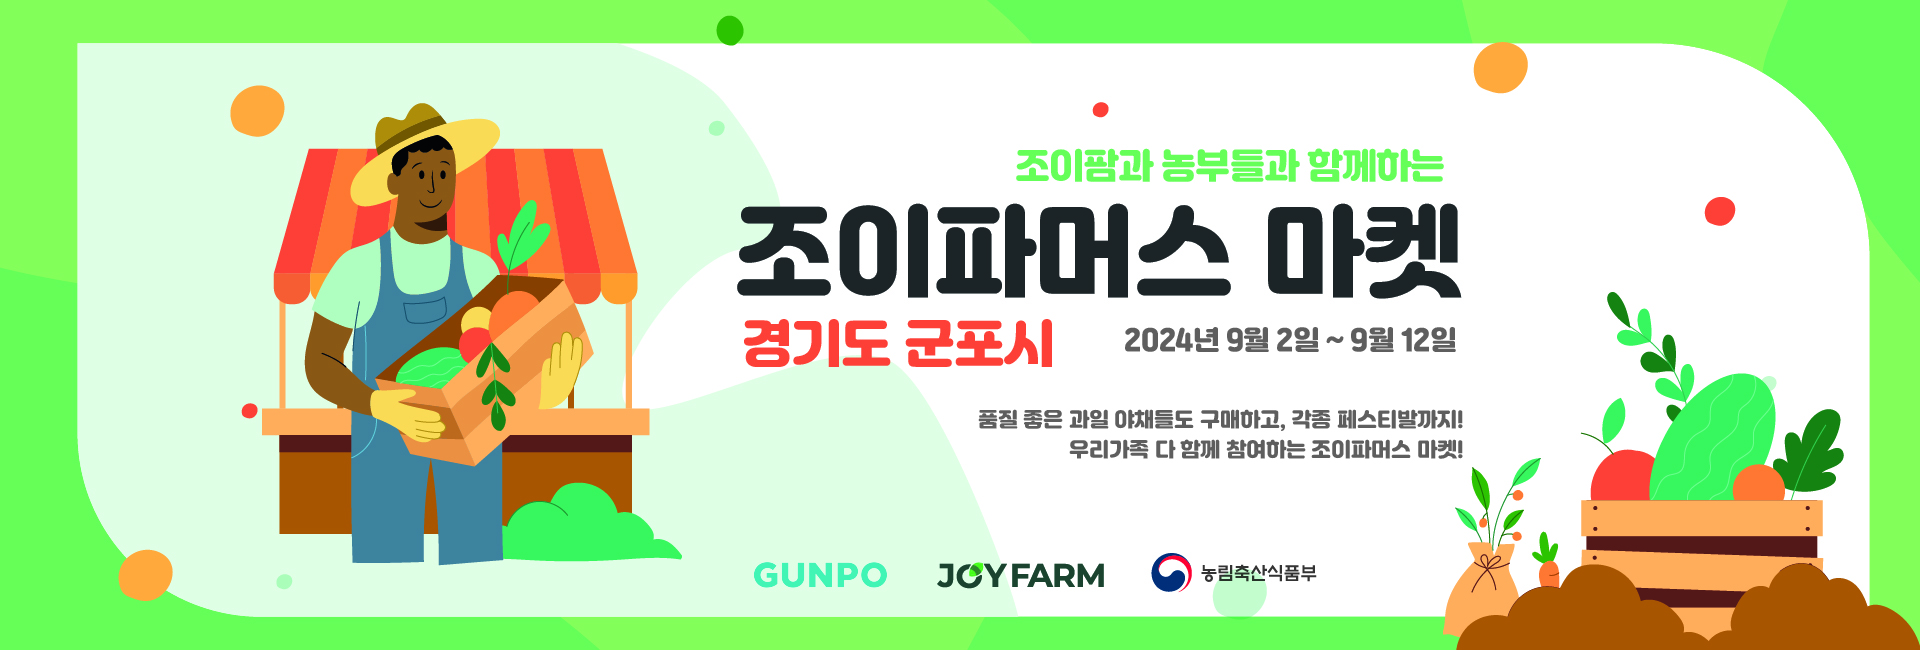 조이팜과 농부들과 함께하는
조이파머스 마켓
경기도 군포시
2024년 9월 2일 ~ 9월 12일
품질 좋은 과일 야채들도 구매하고, 각종 페스티발까지!
우리가족 다 함께 참여하는 조이파머스 마켓!
GUNPO
JOY FARM
농림축산식품부